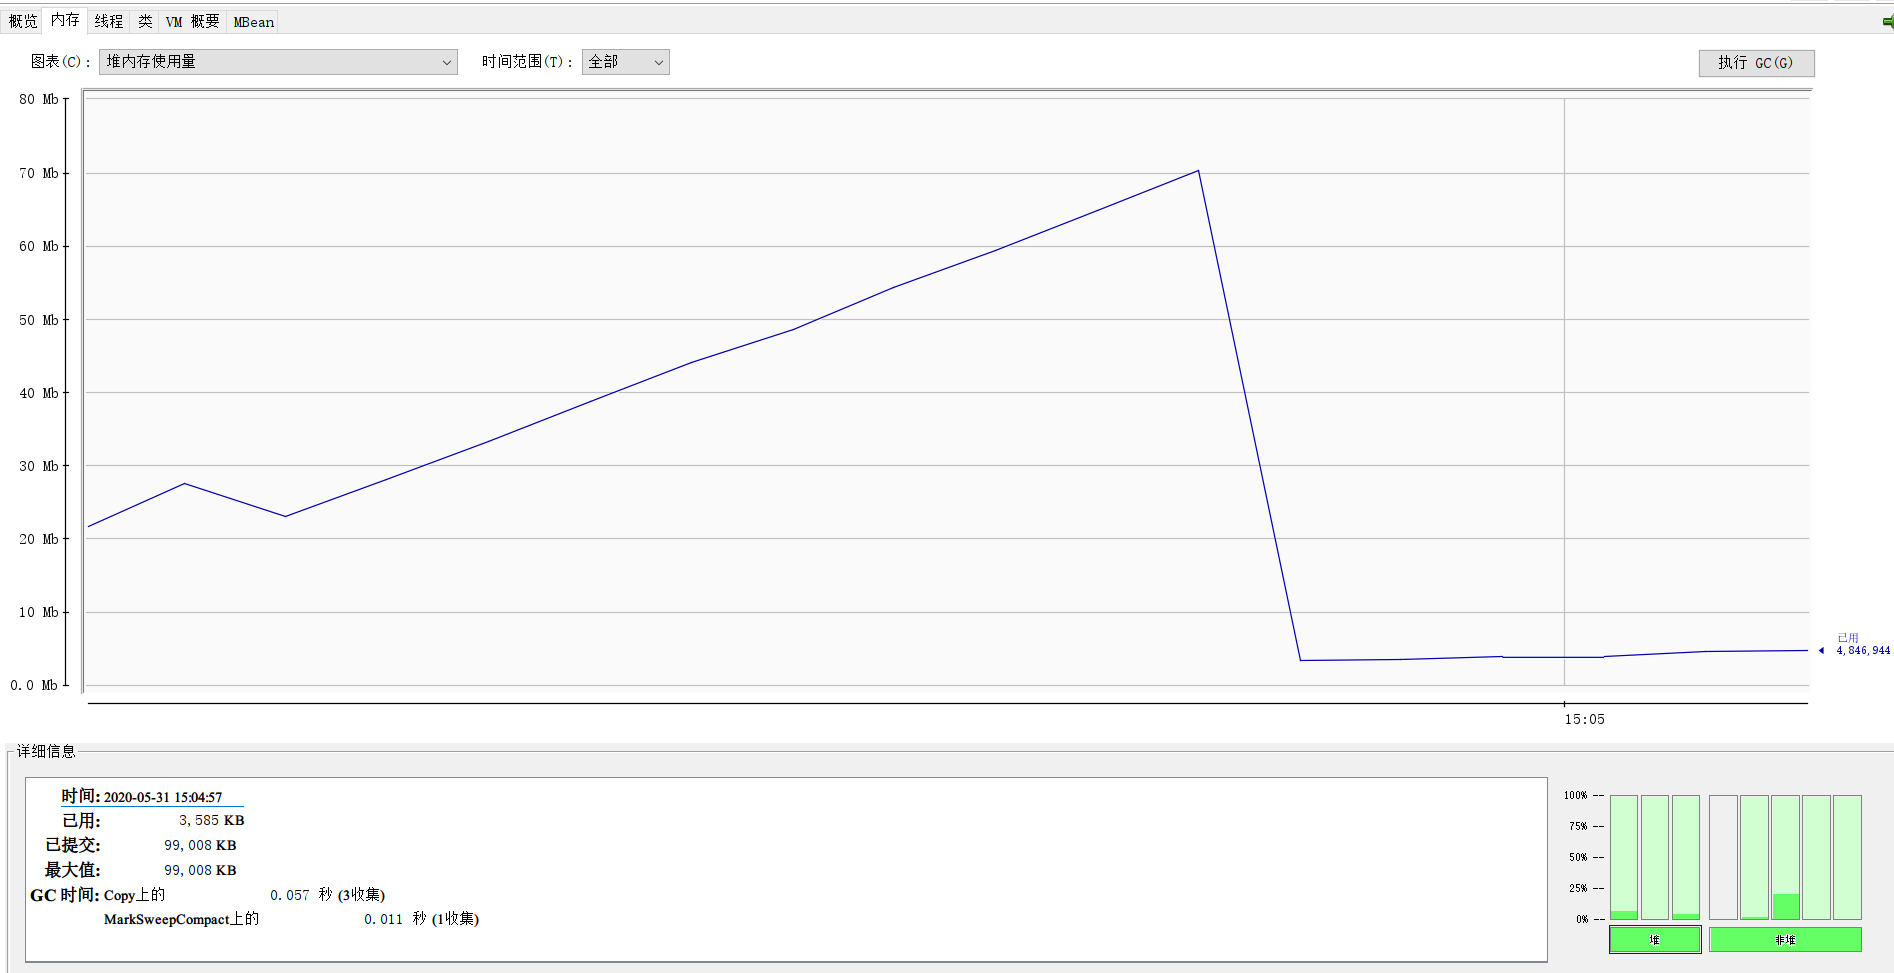 概览 内存 线程 类 VM 概要 MBean
图表(C): 堆内存使用量 时间范围(T): 全部 执行 GC(G)
80 Mb
70 Mb
60 Mb
50 Mb
40 Mb
30 Mb
20 Mb
10 Mb
0.0 Mb
已用
4,846,944
15:05
详细信息
时间: 2020-05-31 15:04:57
已用: 3,585 KB
已提交: 99,008 KB
最大值: 99,008 KB
GC 时间: Copy上的 0.057 秒 (3收集)
MarkSweepCompact上的 0.011 秒 (1收集)
100% --
75% --
50% --
25% --
0% --
堆 非堆